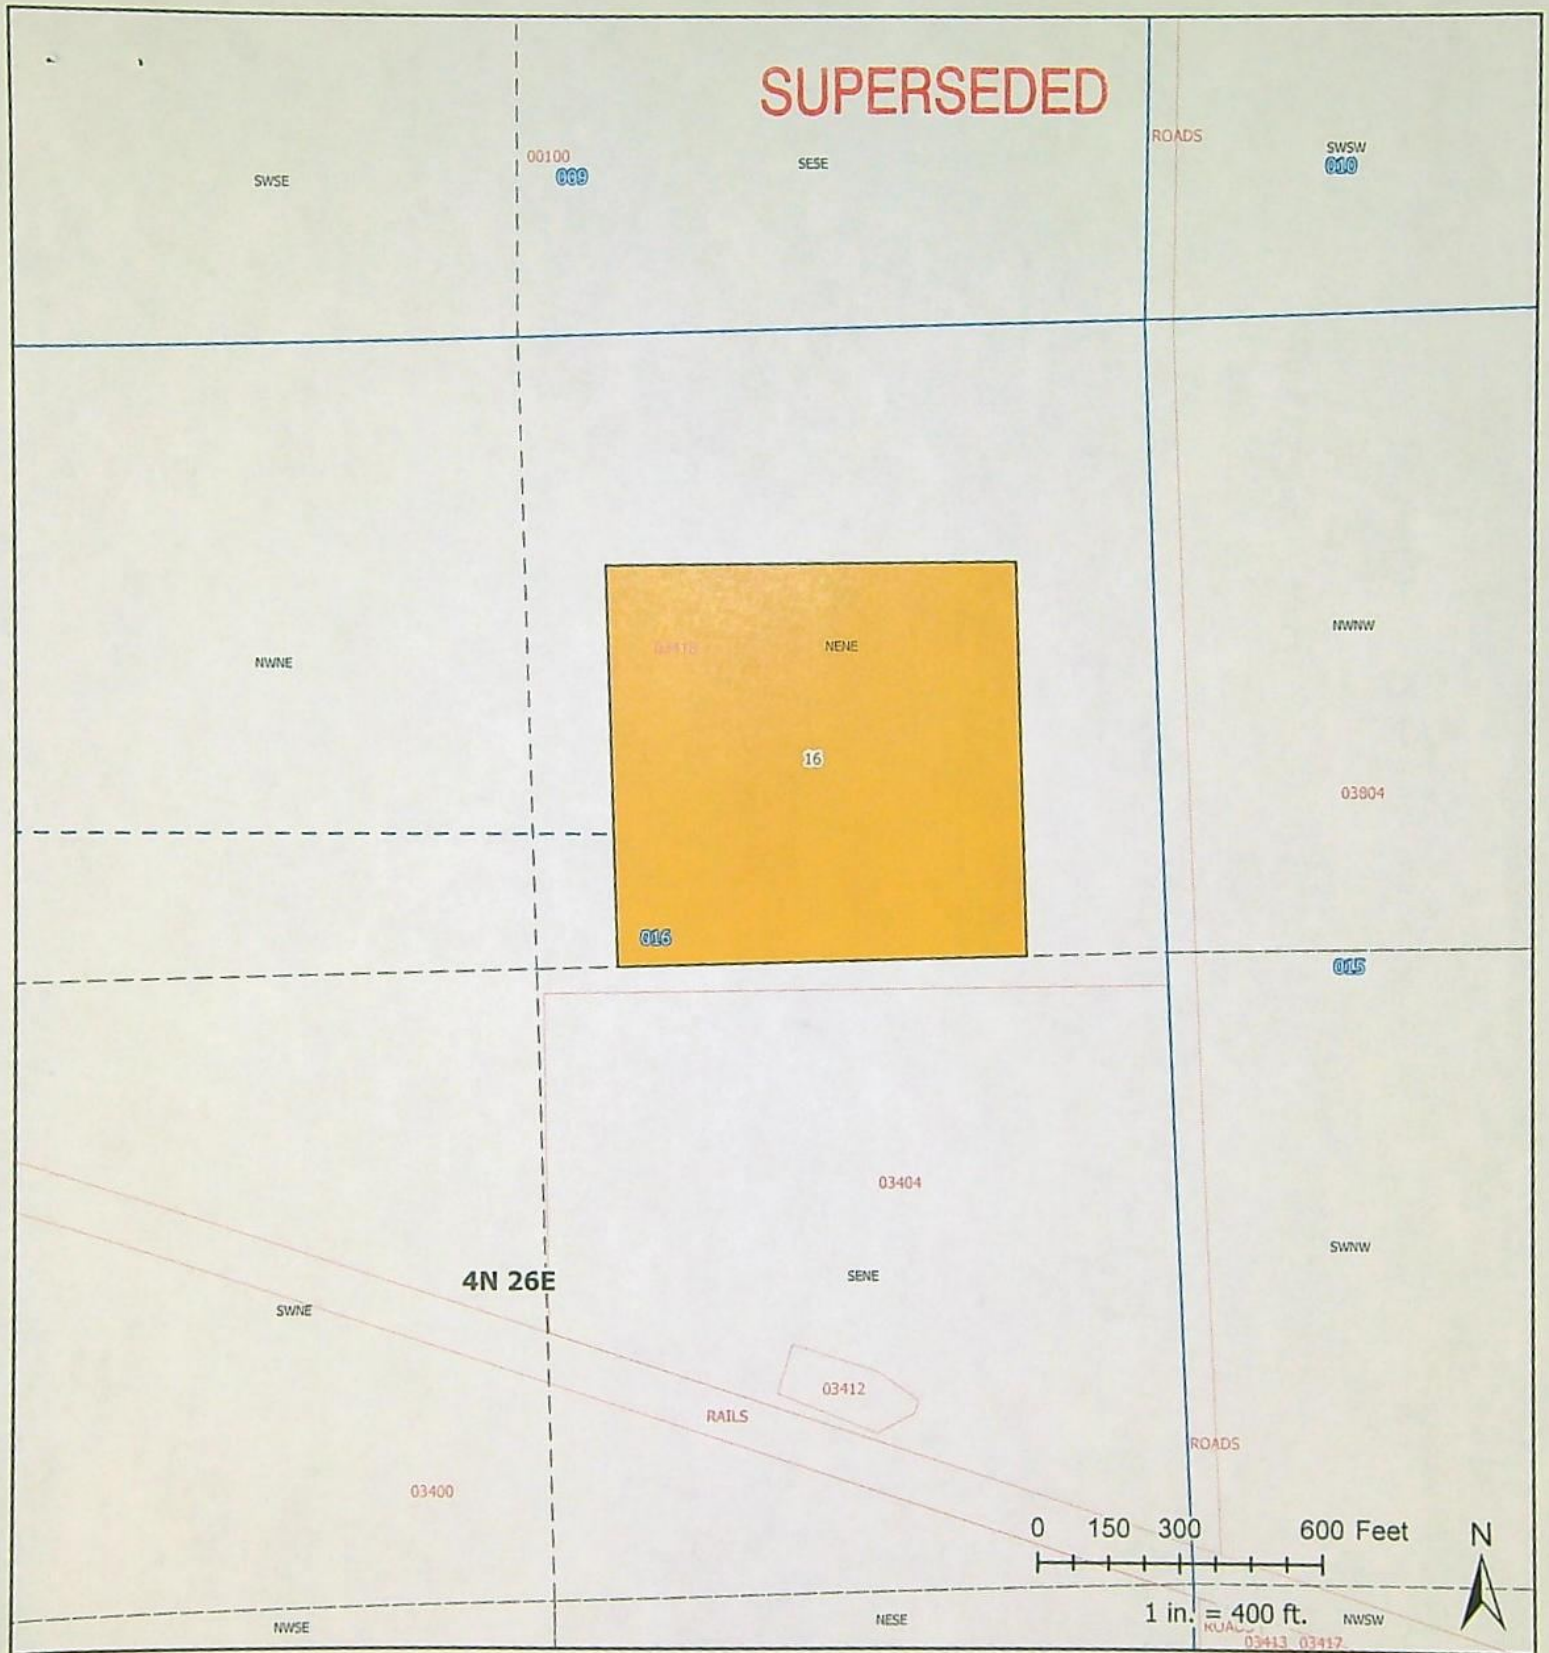 SUPERSEDED
ROADS
SWSW
010
00100
009
SESE
SWSE
NWNW
NENE
03418
NWNE
16
03804
016
015
03404
SWNW
SENE
4N 26E
SWNE
03412
RAILS
ROADS
03400
0 150 300 600 Feet
N
1 in. = 400 ft.
NWSE
NESE
NWSW
ROADS
03413 03417